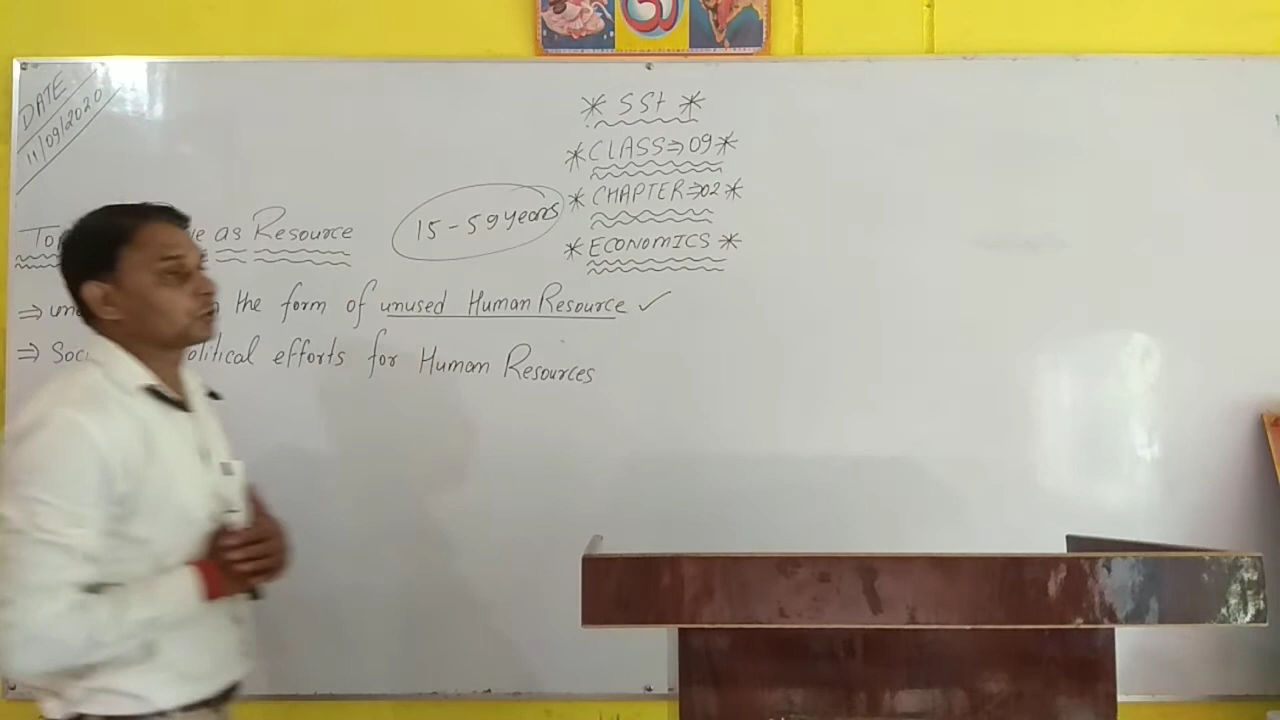 DATE
11/09/2020
* SSt *
* CLASS⇒09 *
* CHAPTER⇒02 *
* ECONOMICS *
15-59 years
as Resource
⇒ the form of unused Human Resource ✓
⇒ efforts for Human Resources